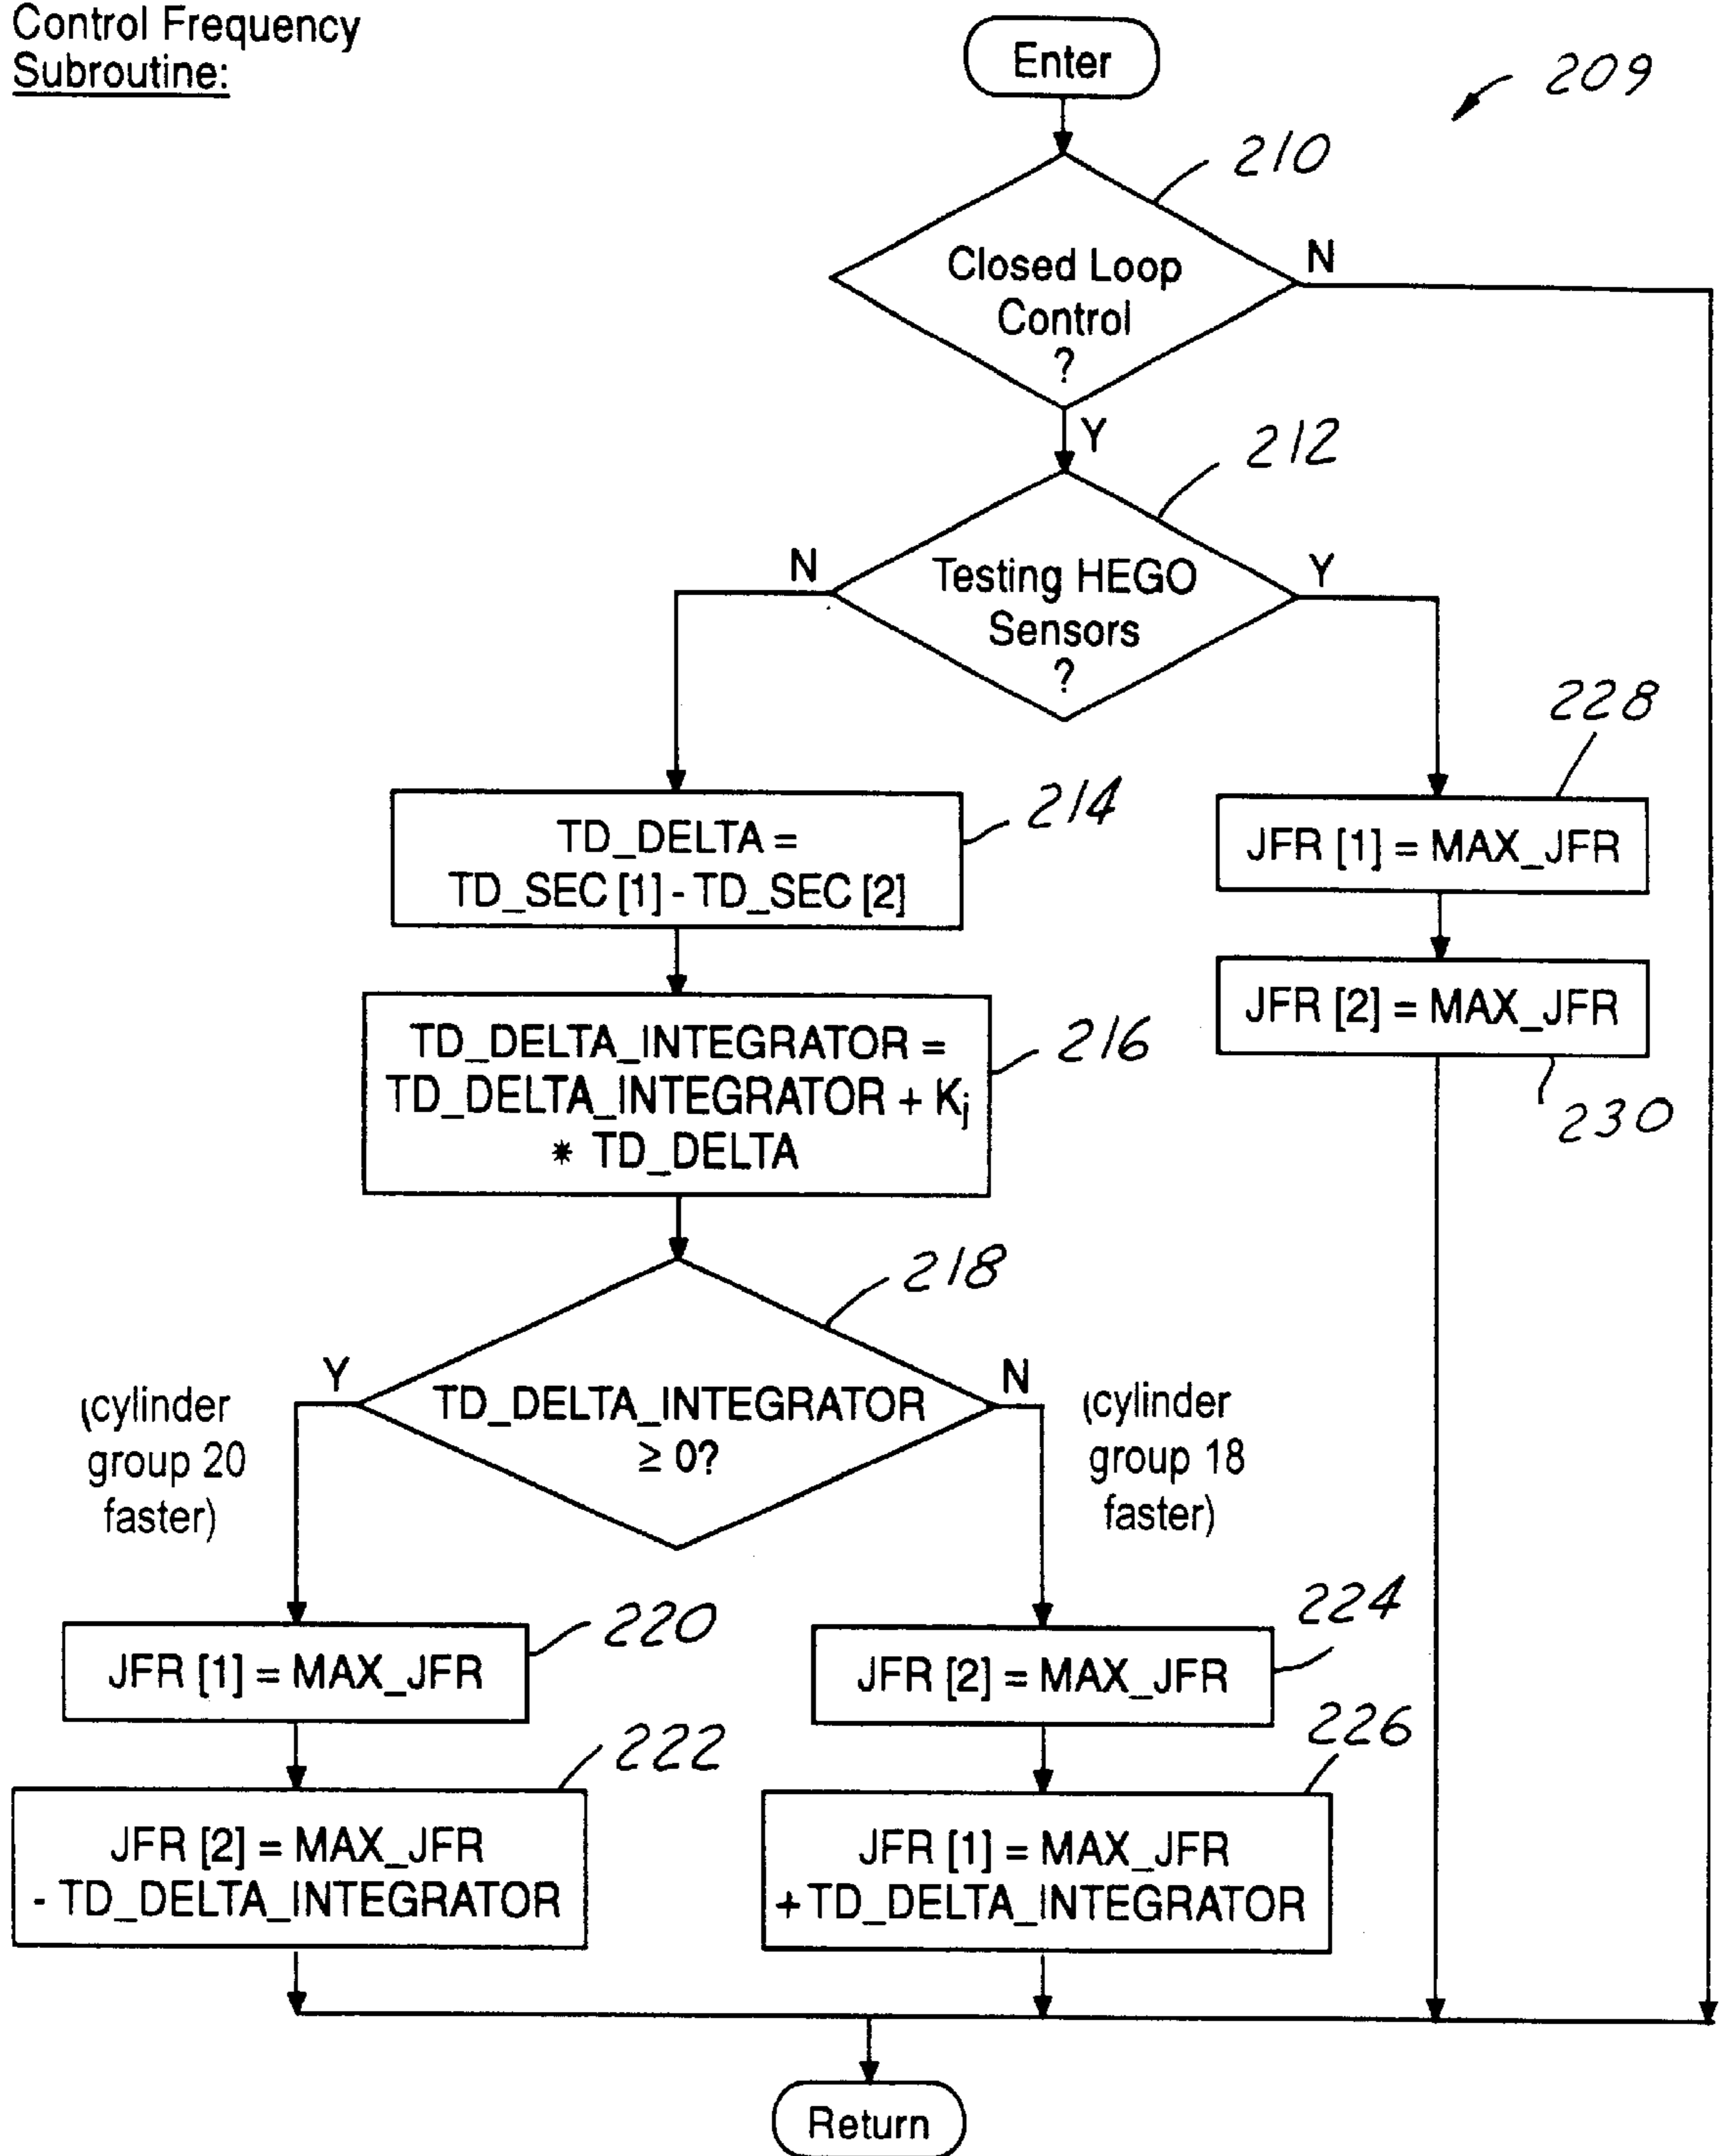 Control Frequency
Subroutine:
Enter
209
210
Closed Loop
Control
?
N
Y
212
Testing HEGO
Sensors
?
N
Y
228
214
TD_DELTA =
TD_SEC [1] - TD_SEC [2]
JFR [1] = MAX_JFR
216
TD_DELTA_INTEGRATOR =
TD_DELTA_INTEGRATOR + Kj
* TD_DELTA
JFR [2] = MAX_JFR
230
218
Y
N
TD_DELTA_INTEGRATOR
≥ 0?
(cylinder
group 20
faster)
(cylinder
group 18
faster)
220
JFR [1] = MAX_JFR
224
JFR [2] = MAX_JFR
222
JFR [2] = MAX_JFR
- TD_DELTA_INTEGRATOR
226
JFR [1] = MAX_JFR
+ TD_DELTA_INTEGRATOR
Return